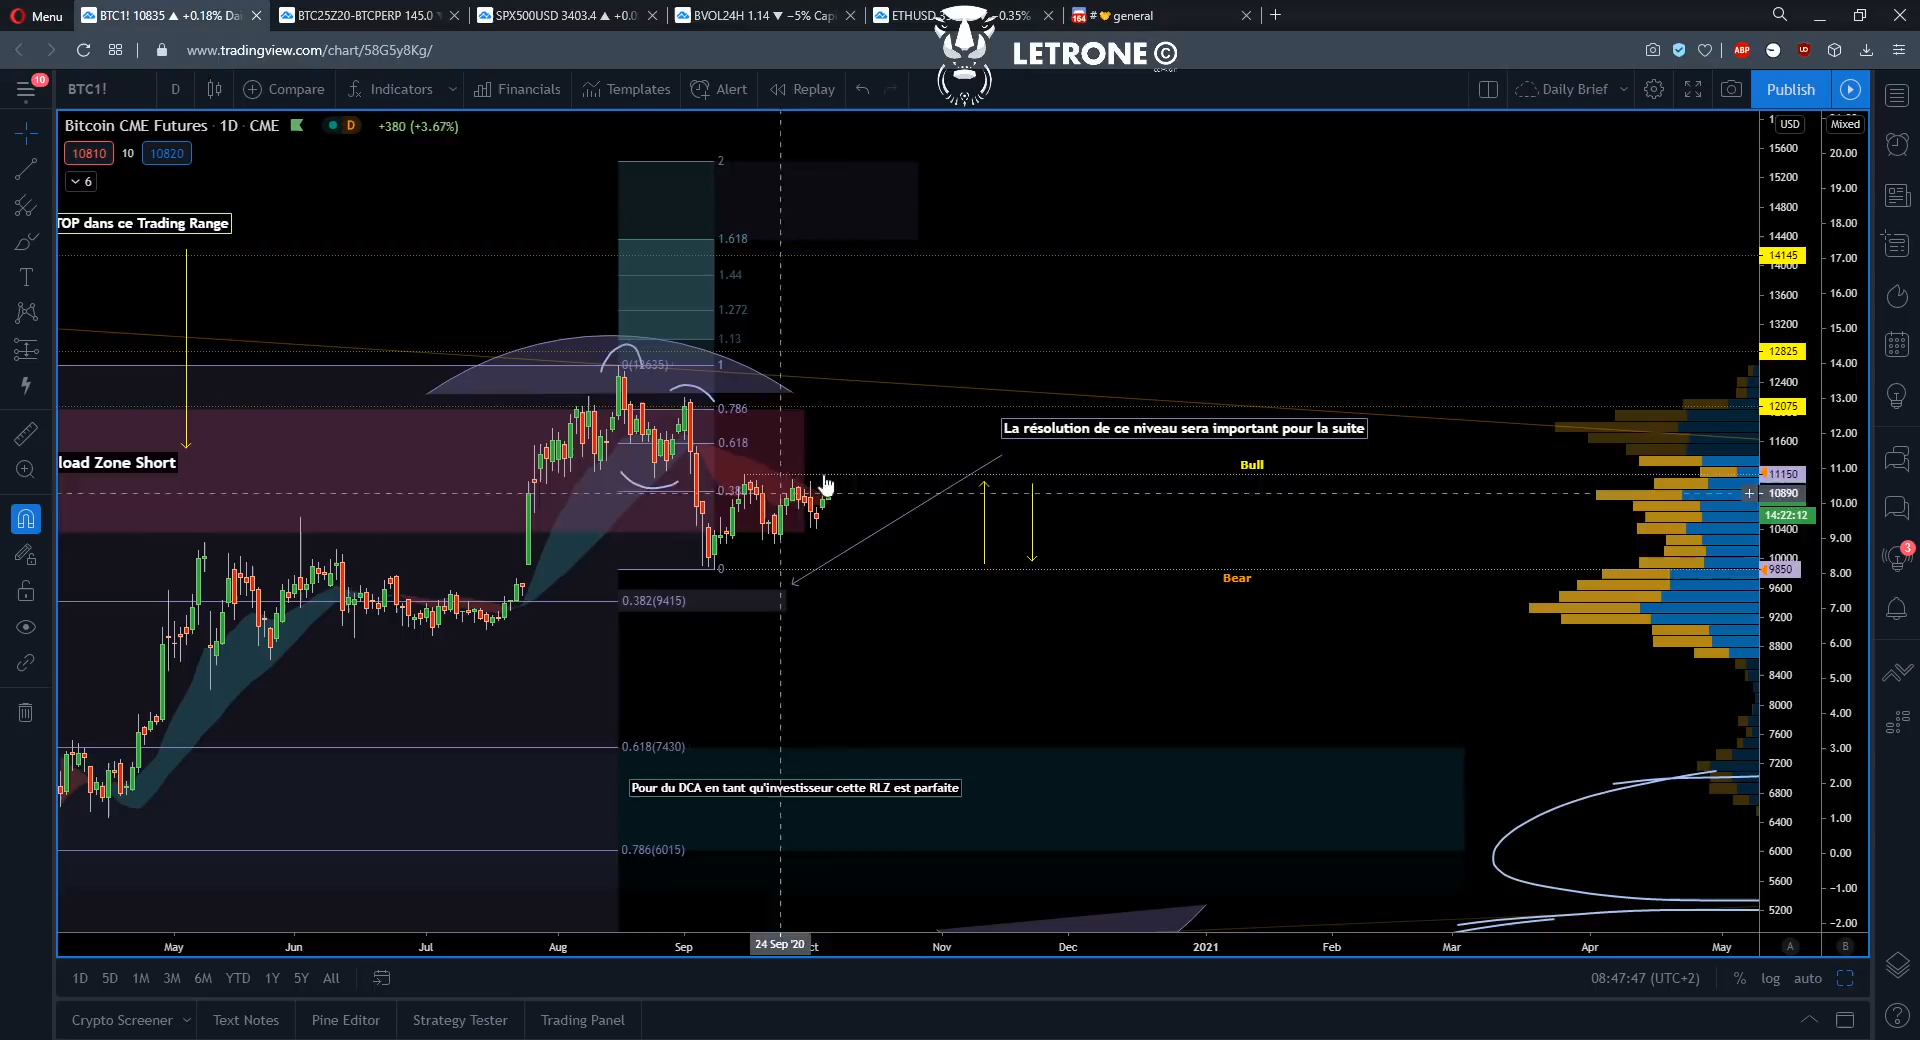 Menu
BTC1! 10835 ▲ +0.18% Dai
BTC25Z20-BTCPERP 145.0
SPX500USD 3403.4 ▲ +0.0
BVOL24H 1.14 ▼ −5% Cap
ETHUSD
−0.35%
164 # general
www.tradingview.com/chart/58G5y8Kg/
LETRONE ©
ABP
10
BTC1!
D
Compare
Indicators
Financials
Templates
Alert
Replay
Daily Brief
Publish
Bitcoin CME Futures · 1D · CME
D
+380 (+3.67%)
10810 10 10820
6
TOP dans ce Trading Range
load Zone Short
2
1.618
1.44
1.272
1.13
0(12635)
1
0.786
0.618
0
0.382(9415)
0.618(7430)
0.786(6015)
La résolution de ce niveau sera important pour la suite
Bull
Bear
Pour du DCA en tant qu'investisseur cette RLZ est parfaite
USD
15600
15200
14800
14400
14145
14000
13600
13200
12825
12400
12075
11600
11150
10890
14:22:12
10400
10000
9850
9600
9200
8800
8400
8000
7600
7200
6800
6400
6000
5600
5200
Mixed
20.00
19.00
18.00
17.00
16.00
15.00
14.00
13.00
12.00
11.00
10.00
9.00
8.00
7.00
6.00
5.00
4.00
3.00
2.00
1.00
0.00
−1.00
−2.00
3
May Jun Jul Aug Sep 24 Sep '20 Nov Dec 2021 Feb Mar Apr May
A B
1D 5D 1M 3M 6M YTD 1Y 5Y All
08:47:47 (UTC+2) % log auto
Crypto Screener Text Notes Pine Editor Strategy Tester Trading Panel